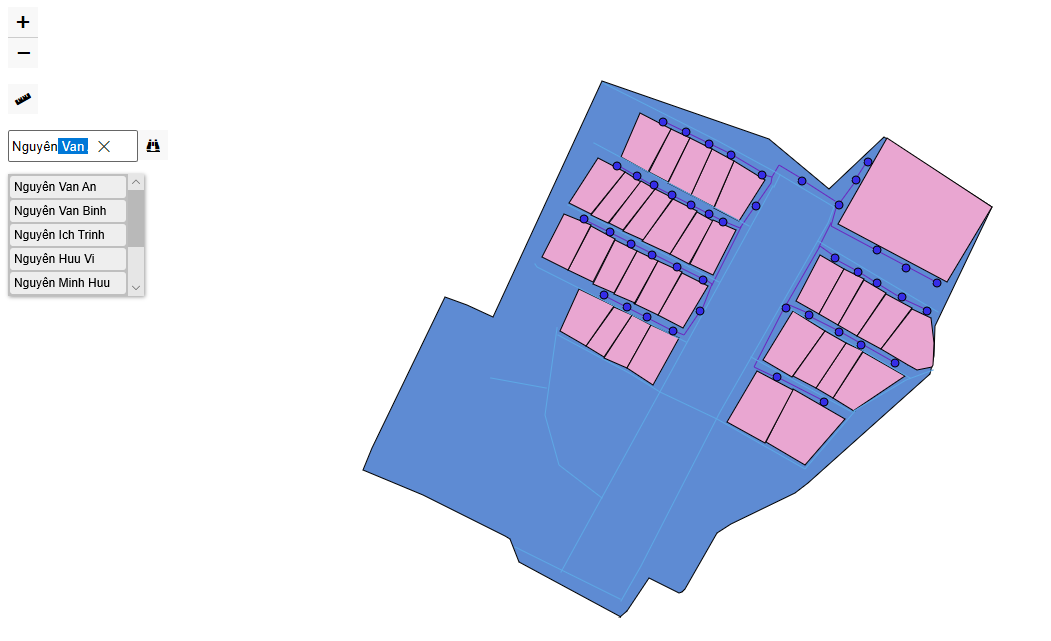 +
−
Nguyên Van
Nguyên Van An
Nguyên Van Binh
Nguyên Ich Trinh
Nguyên Huu Vi
Nguyên Minh Huu